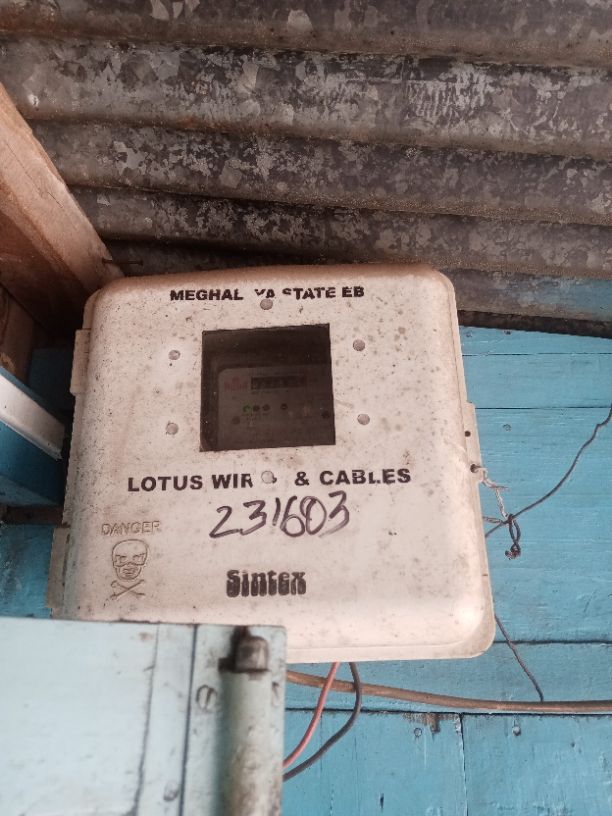 MEGHAL YA STATE EB
LOTUS WIR & CABLES
231603
DANGER
Sintex